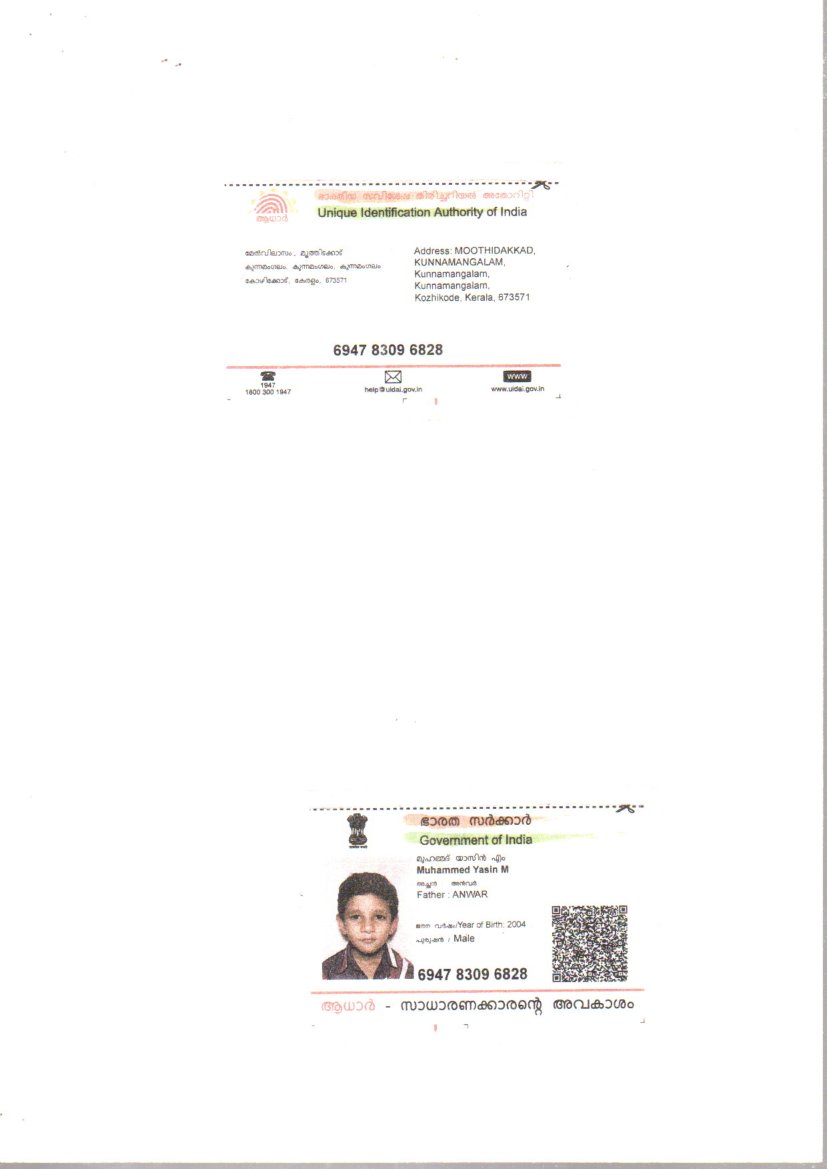 ഭാരതീയ സവിശേഷ തിരിച്ചറിയൽ അതോറിറ്റി
ആധാർ
Unique Identification Authority of India
മേൽവിലാസം, മൂത്തിടക്കാട്
കുന്നമംഗലം, കുന്നമംഗലം, കുന്നമംഗലം
കോഴിക്കോട്, കേരളം, 673571
Address: MOOTHIDAKKAD,
KUNNAMANGALAM,
Kunnamangalam,
Kunnamangalam,
Kozhikode, Kerala, 673571
6947 8309 6828
1947
1800 300 1947
help@uidai.gov.in
WWW
www.uidai.gov.in
ഭാരത സർക്കാർ
Government of India
മുഹമ്മദ് യാസിൻ എം
Muhammed Yasin M
അച്ഛൻ അൻവർ
Father : ANWAR
ജനന വർഷം/Year of Birth: 2004
പുരുഷൻ / Male
6947 8309 6828
ആധാർ - സാധാരണക്കാരന്റെ അവകാശം